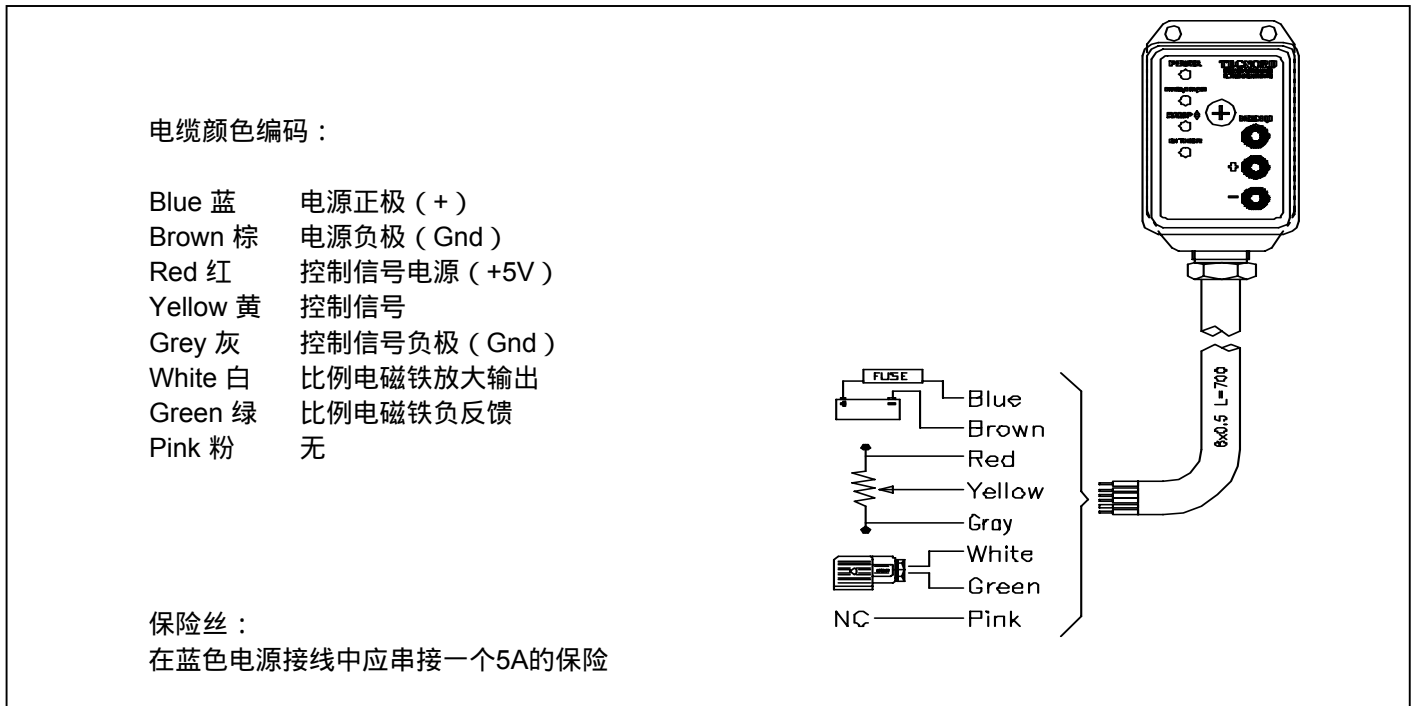 电缆颜色编码：
Blue 蓝 电源正极（+）
Brown 棕 电源负极（Gnd）
Red 红 控制信号电源（+5V）
Yellow 黄 控制信号
Grey 灰 控制信号负极（Gnd）
White 白 比例电磁铁放大输出
Green 绿 比例电磁铁负反馈
Pink 粉 无
保险丝：
在蓝色电源接线中应串接一个5A的保险
FUSE
Blue
Brown
Red
Yellow
Gray
White
Green
NC
Pink
8x0.5 L=700